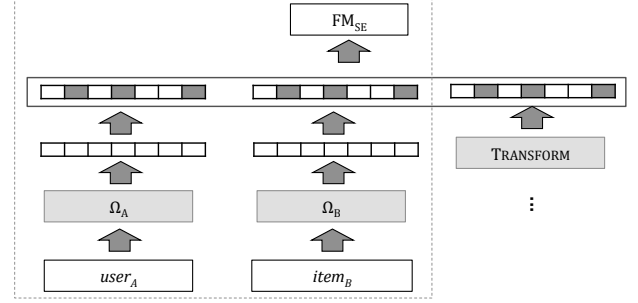 FM_SE
TRANSFORM
Ω_A
Ω_B
⋮
user_A
item_B